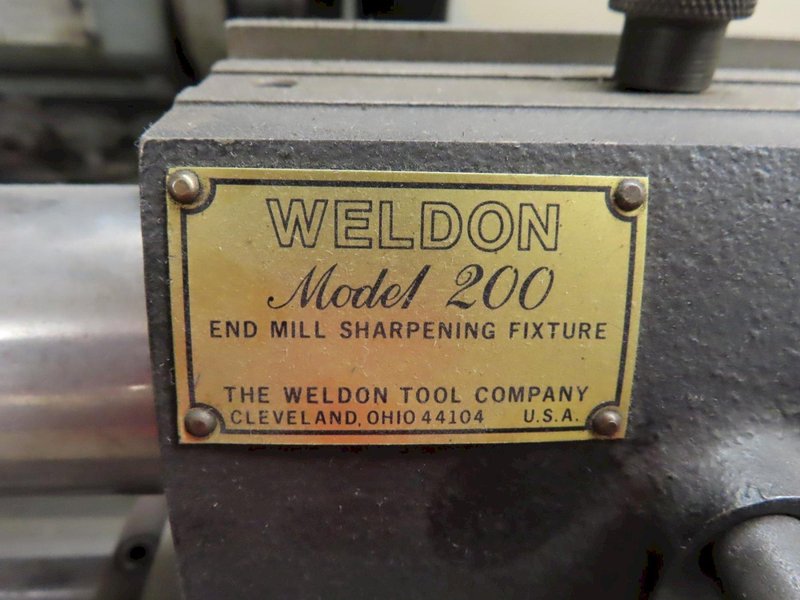 WELDON
Model 200
END MILL SHARPENING FIXTURE
THE WELDON TOOL COMPANY
CLEVELAND, OHIO 44104 U.S.A.